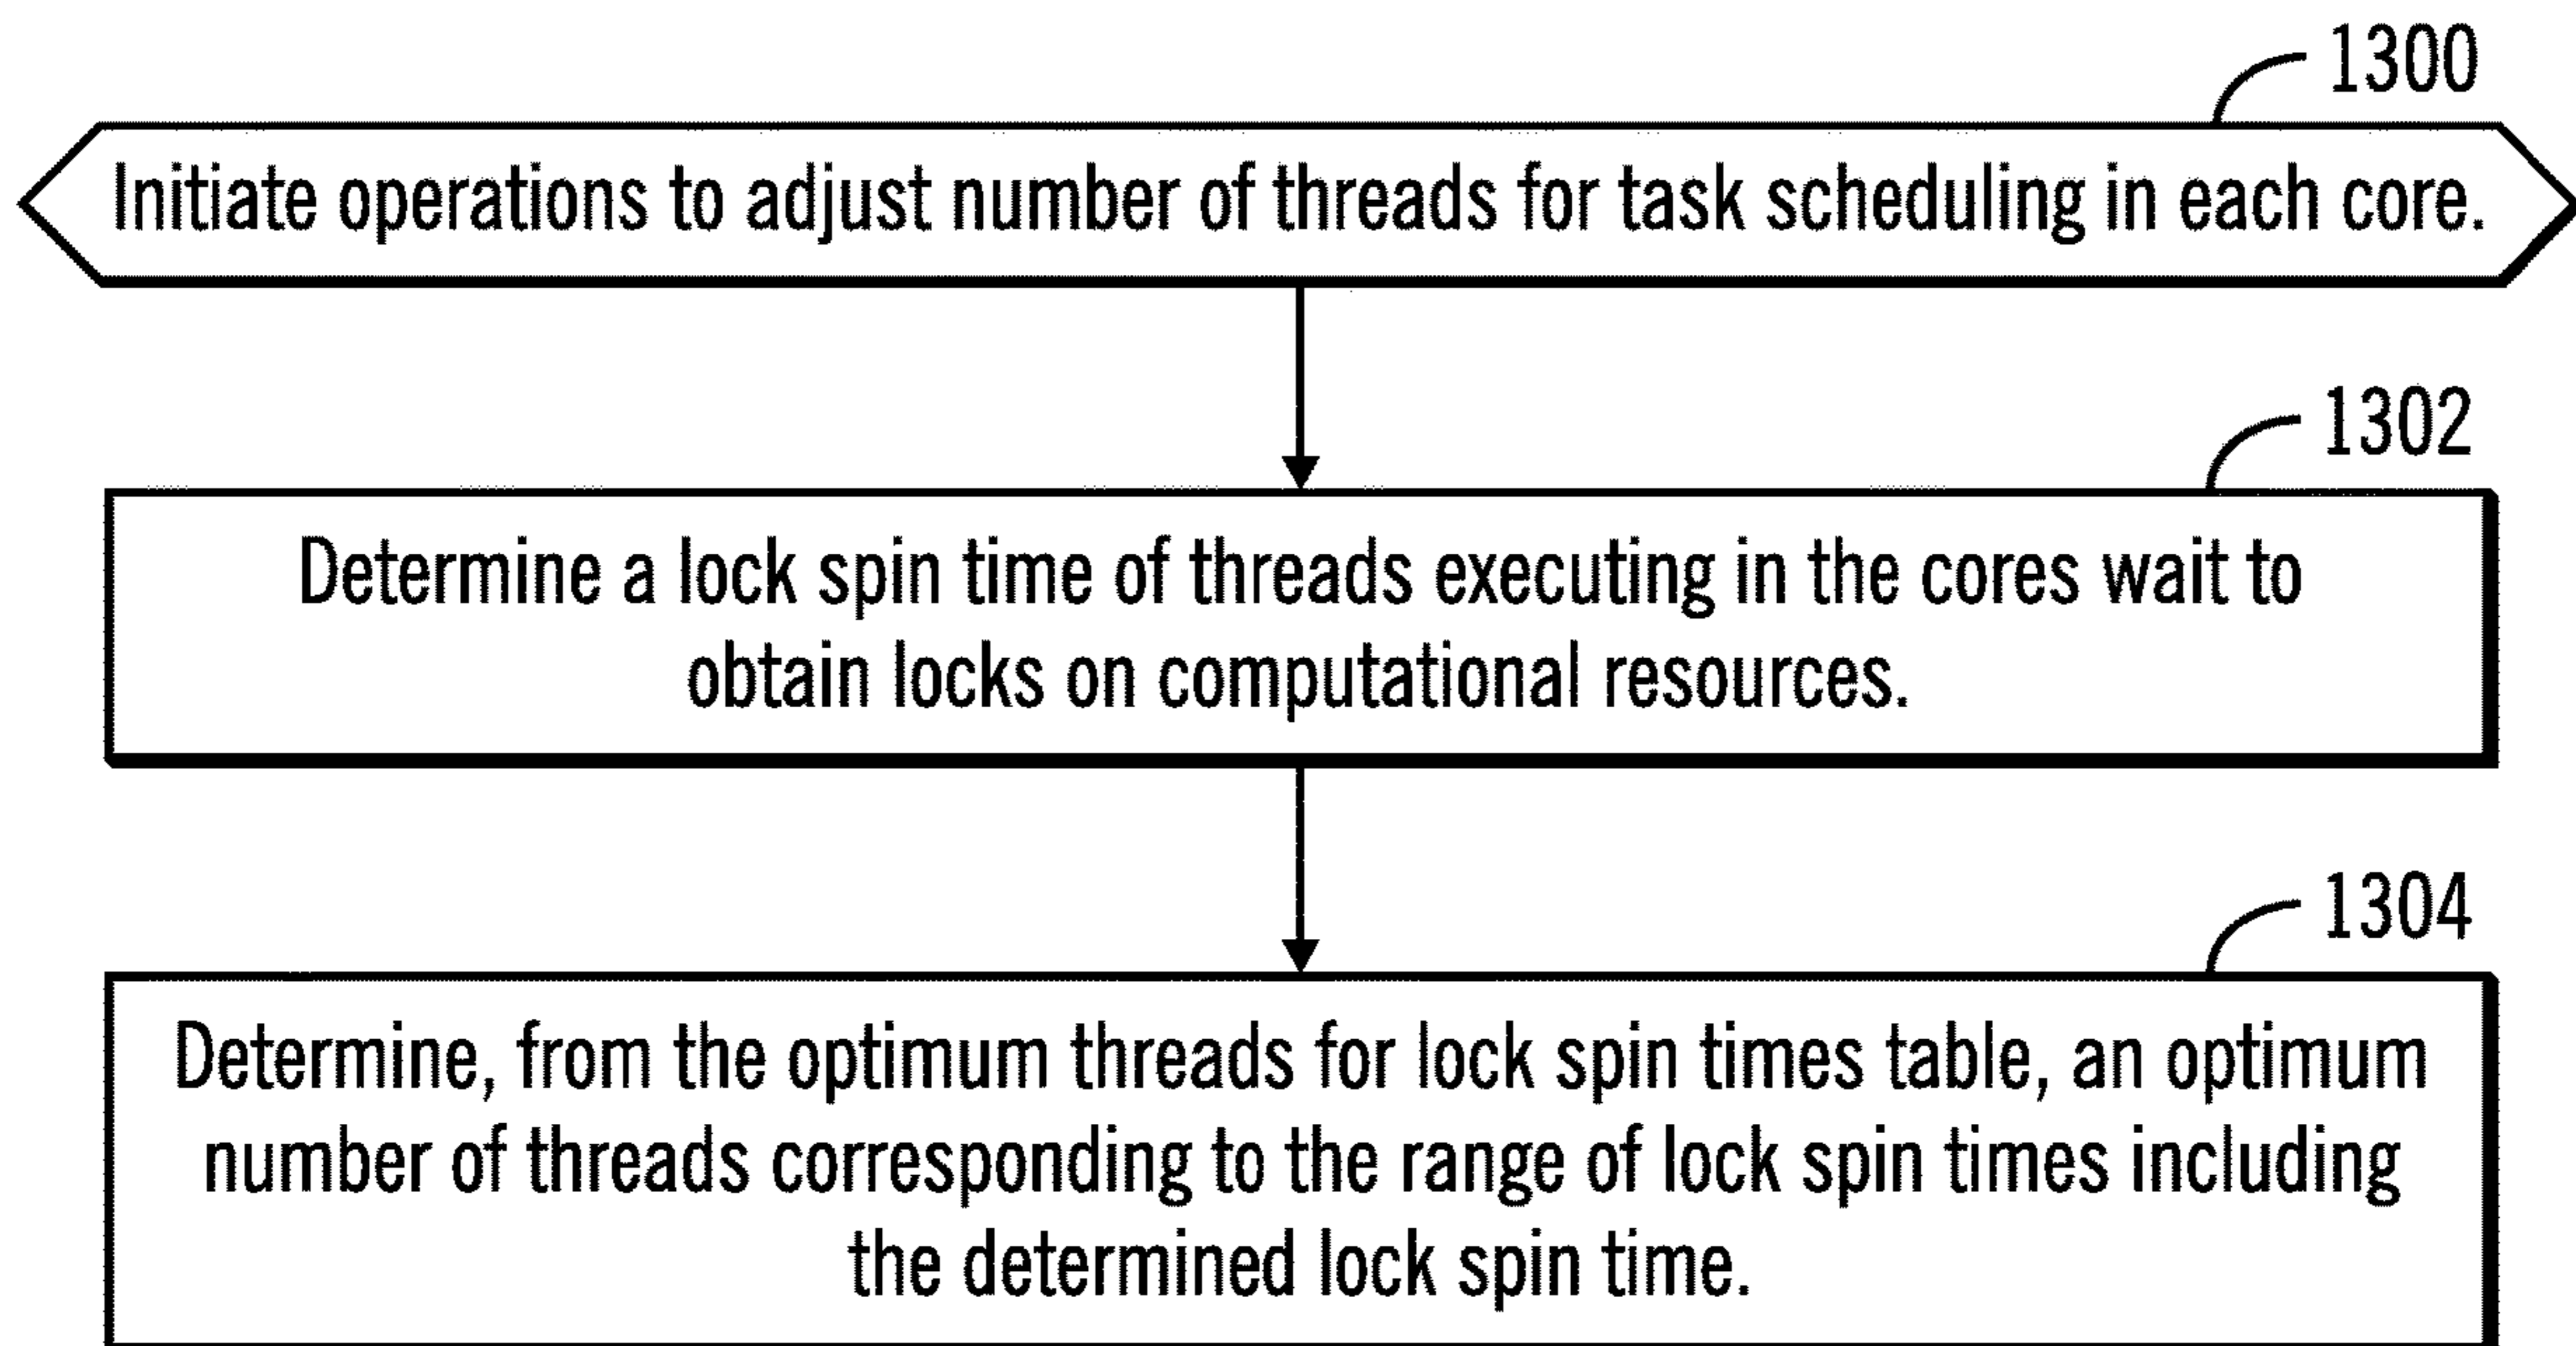 1300
Initiate operations to adjust number of threads for task scheduling in each core.
1302
Determine a lock spin time of threads executing in the cores wait to
obtain locks on computational resources.
1304
Determine, from the optimum threads for lock spin times table, an optimum
number of threads corresponding to the range of lock spin times including
the determined lock spin time.